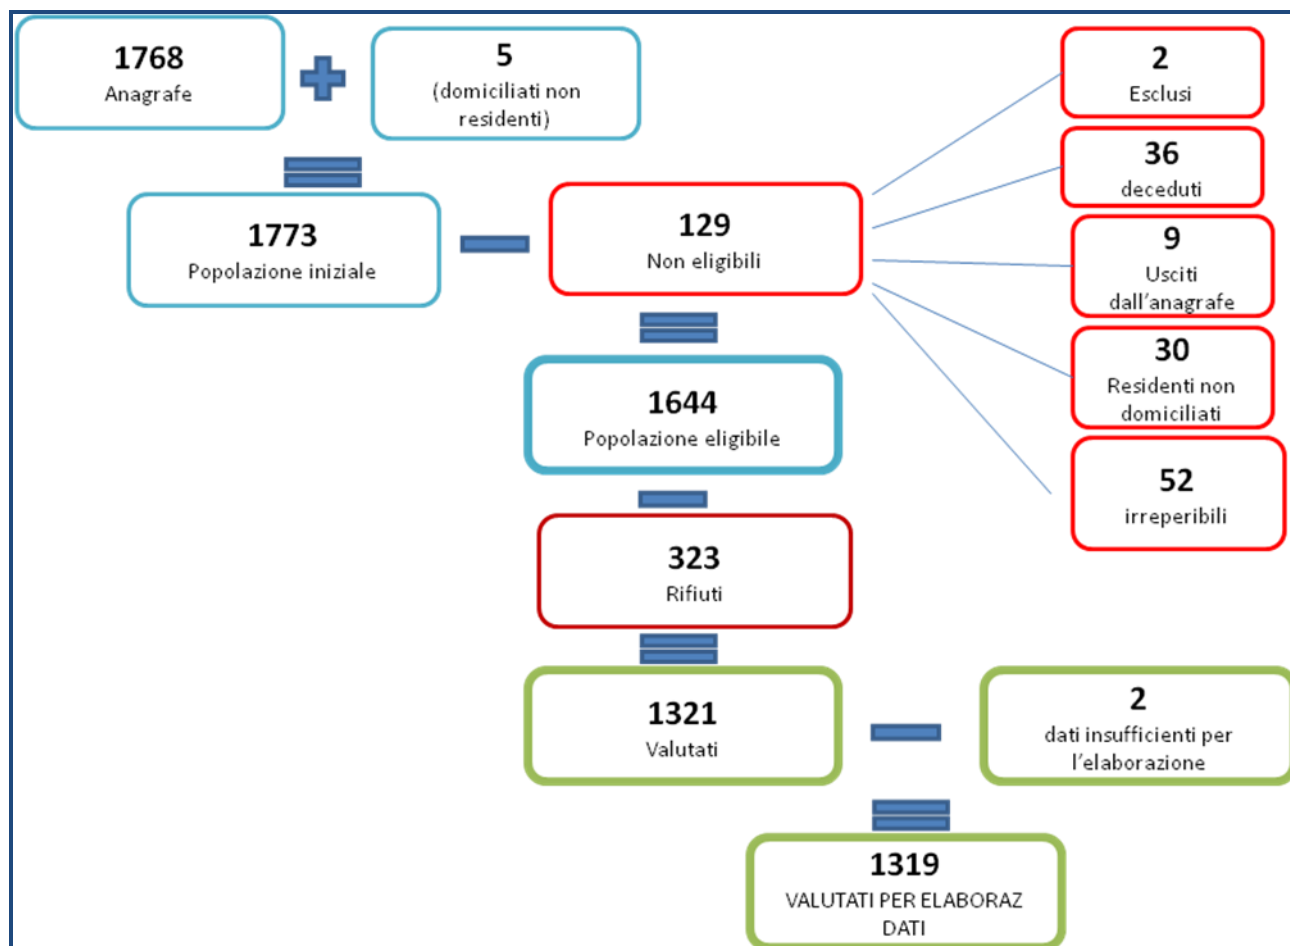 1768
Anagrafe
5
(domiciliati non
residenti)
1773
Popolazione iniziale
129
Non eligibili
2
Esclusi
36
deceduti
9
Usciti
dall'anagrafe
30
Residenti non
domiciliati
52
irreperibili
1644
Popolazione eligibile
323
Rifiuti
1321
Valutati
2
dati insufficienti per
l'elaborazione
1319
VALUTATI PER ELABORAZ
DATI